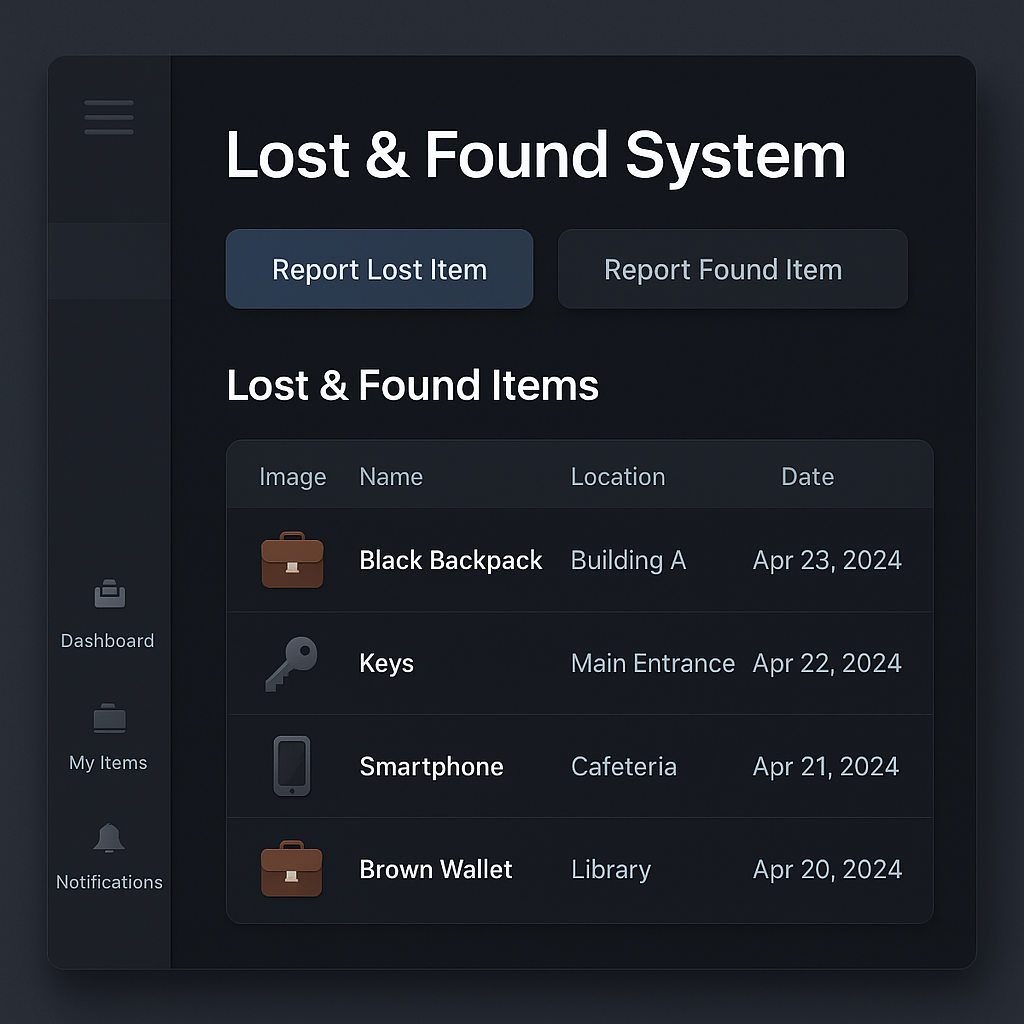 Lost & Found System
Report Lost Item Report Found Item
Lost & Found Items
Image Name Location Date
Black Backpack Building A Apr 23, 2024
Keys Main Entrance Apr 22, 2024
Smartphone Cafeteria Apr 21, 2024
Brown Wallet Library Apr 20, 2024
Dashboard
My Items
Notifications